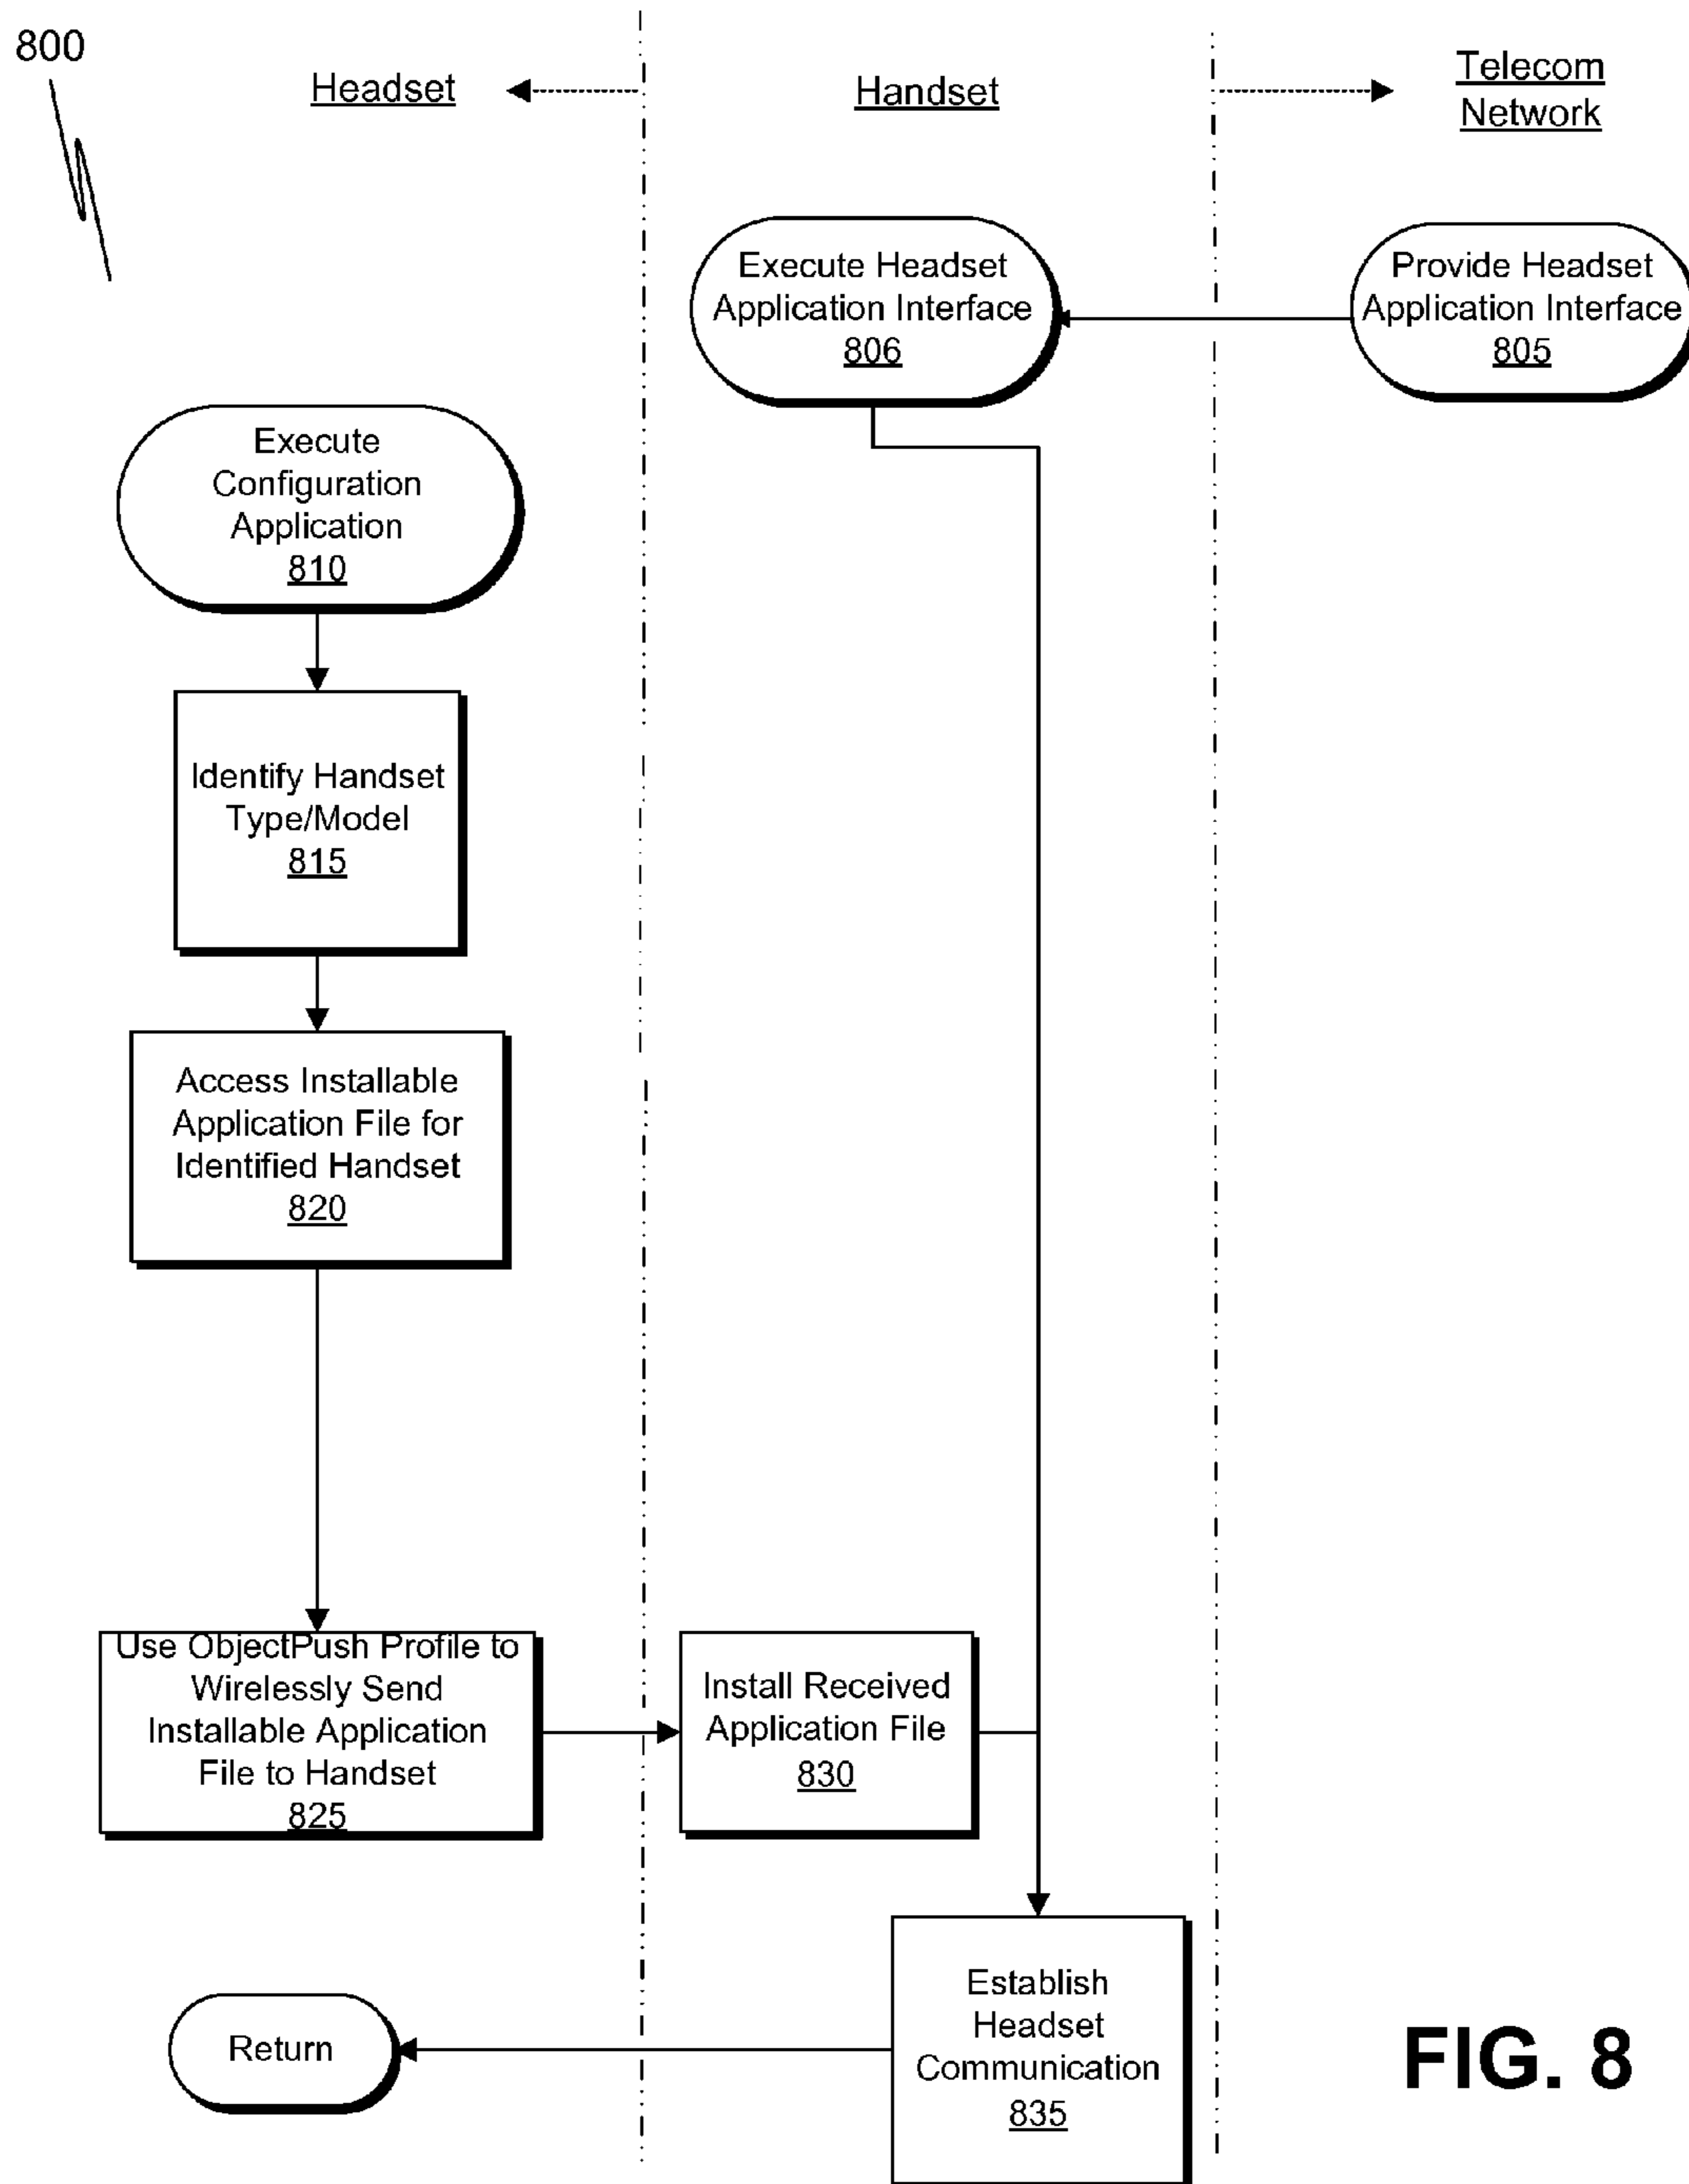 800
Headset
Handset
Telecom
Network
Execute Headset
Application Interface
806
Provide Headset
Application Interface
805
Execute
Configuration
Application
810
Identify Handset
Type/Model
815
Access Installable
Application File for
Identified Handset
820
Use ObjectPush Profile to
Wirelessly Send
Installable Application
File to Handset
825
Install Received
Application File
830
Establish
Headset
Communication
835
Return
FIG. 8